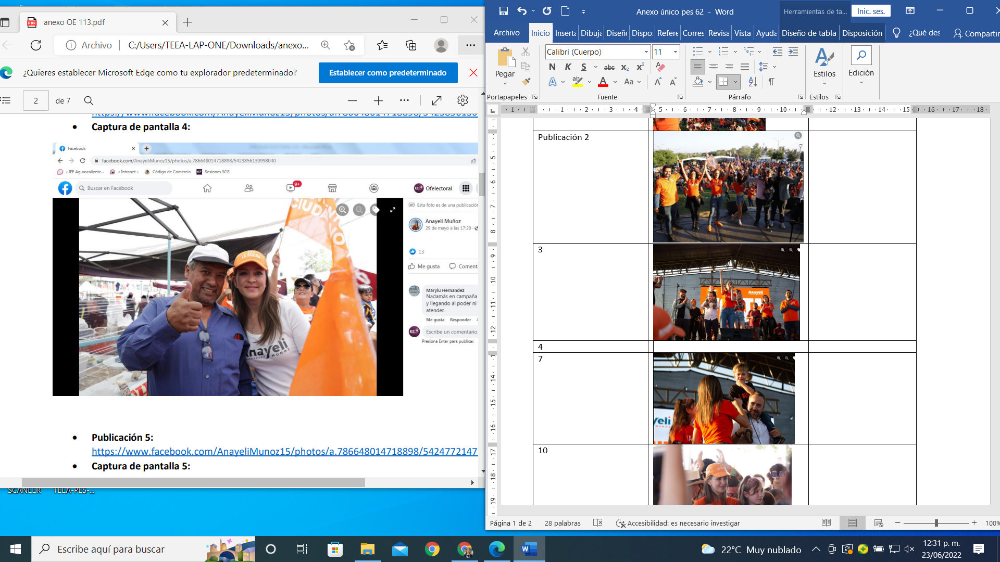 anexo OE 113.pdf
Archivo
C:/Users/TEEA-LAP-ONE/Downloads/anexo...
¿Quieres establecer Microsoft Edge como tu explorador predeterminado?
Establecer como predeterminado
2 de 7
Captura de pantalla 4:
Facebook
facebook.com/AnayeliMunoz15/photos/a.786648014718898/5423856130998040
.: IEE Aguascaliente...
.: Intranet :.
Código de Comercio
Sesiones SCG
Buscar en Facebook
9+
Ofelectoral
CIUDA
ANO
LA BUENA
Anayeli
MUÑOZ
Esta foto es de una publicación
Anayeli Muñoz
29 de mayo a las 17:20
13
Me gusta
Coment
Marylu Hernandez
Nadamás en campaña
y llegando al poder ni
atender.
Me gusta Responder 4
IEE
Escribe un comentario.
Presiona Enter para publicar.
Publicación 5:
https://www.facebook.com/AnayeliMunoz15/photos/a.786648014718898/5424772147
Captura de pantalla 5:
SCANEER
TEEA-PES-...
Anexo único pes 62 - Word
Herramientas de ta...
Inic. ses.
Archivo
Inicio
Inserta
Dibuja
Diseño
Dispo
Refere
Corres
Revisa
Vista
Ayuda
Diseño de tabla
Disposición
¿Qué des
Compartir
Pegar
Calibri (Cuerpo)
11
N K S abc x₂ x²
Aa
Estilos
Edición
Portapapeles
Fuente
Párrafo
Estilos
Publicación 2
3
Anayeli
4
7
yeli
10
Página 1 de 2
28 palabras
Accesibilidad: es necesario investigar
100%
Escribe aquí para buscar
22°C Muy nublado
12:31 p. m.
23/06/2022